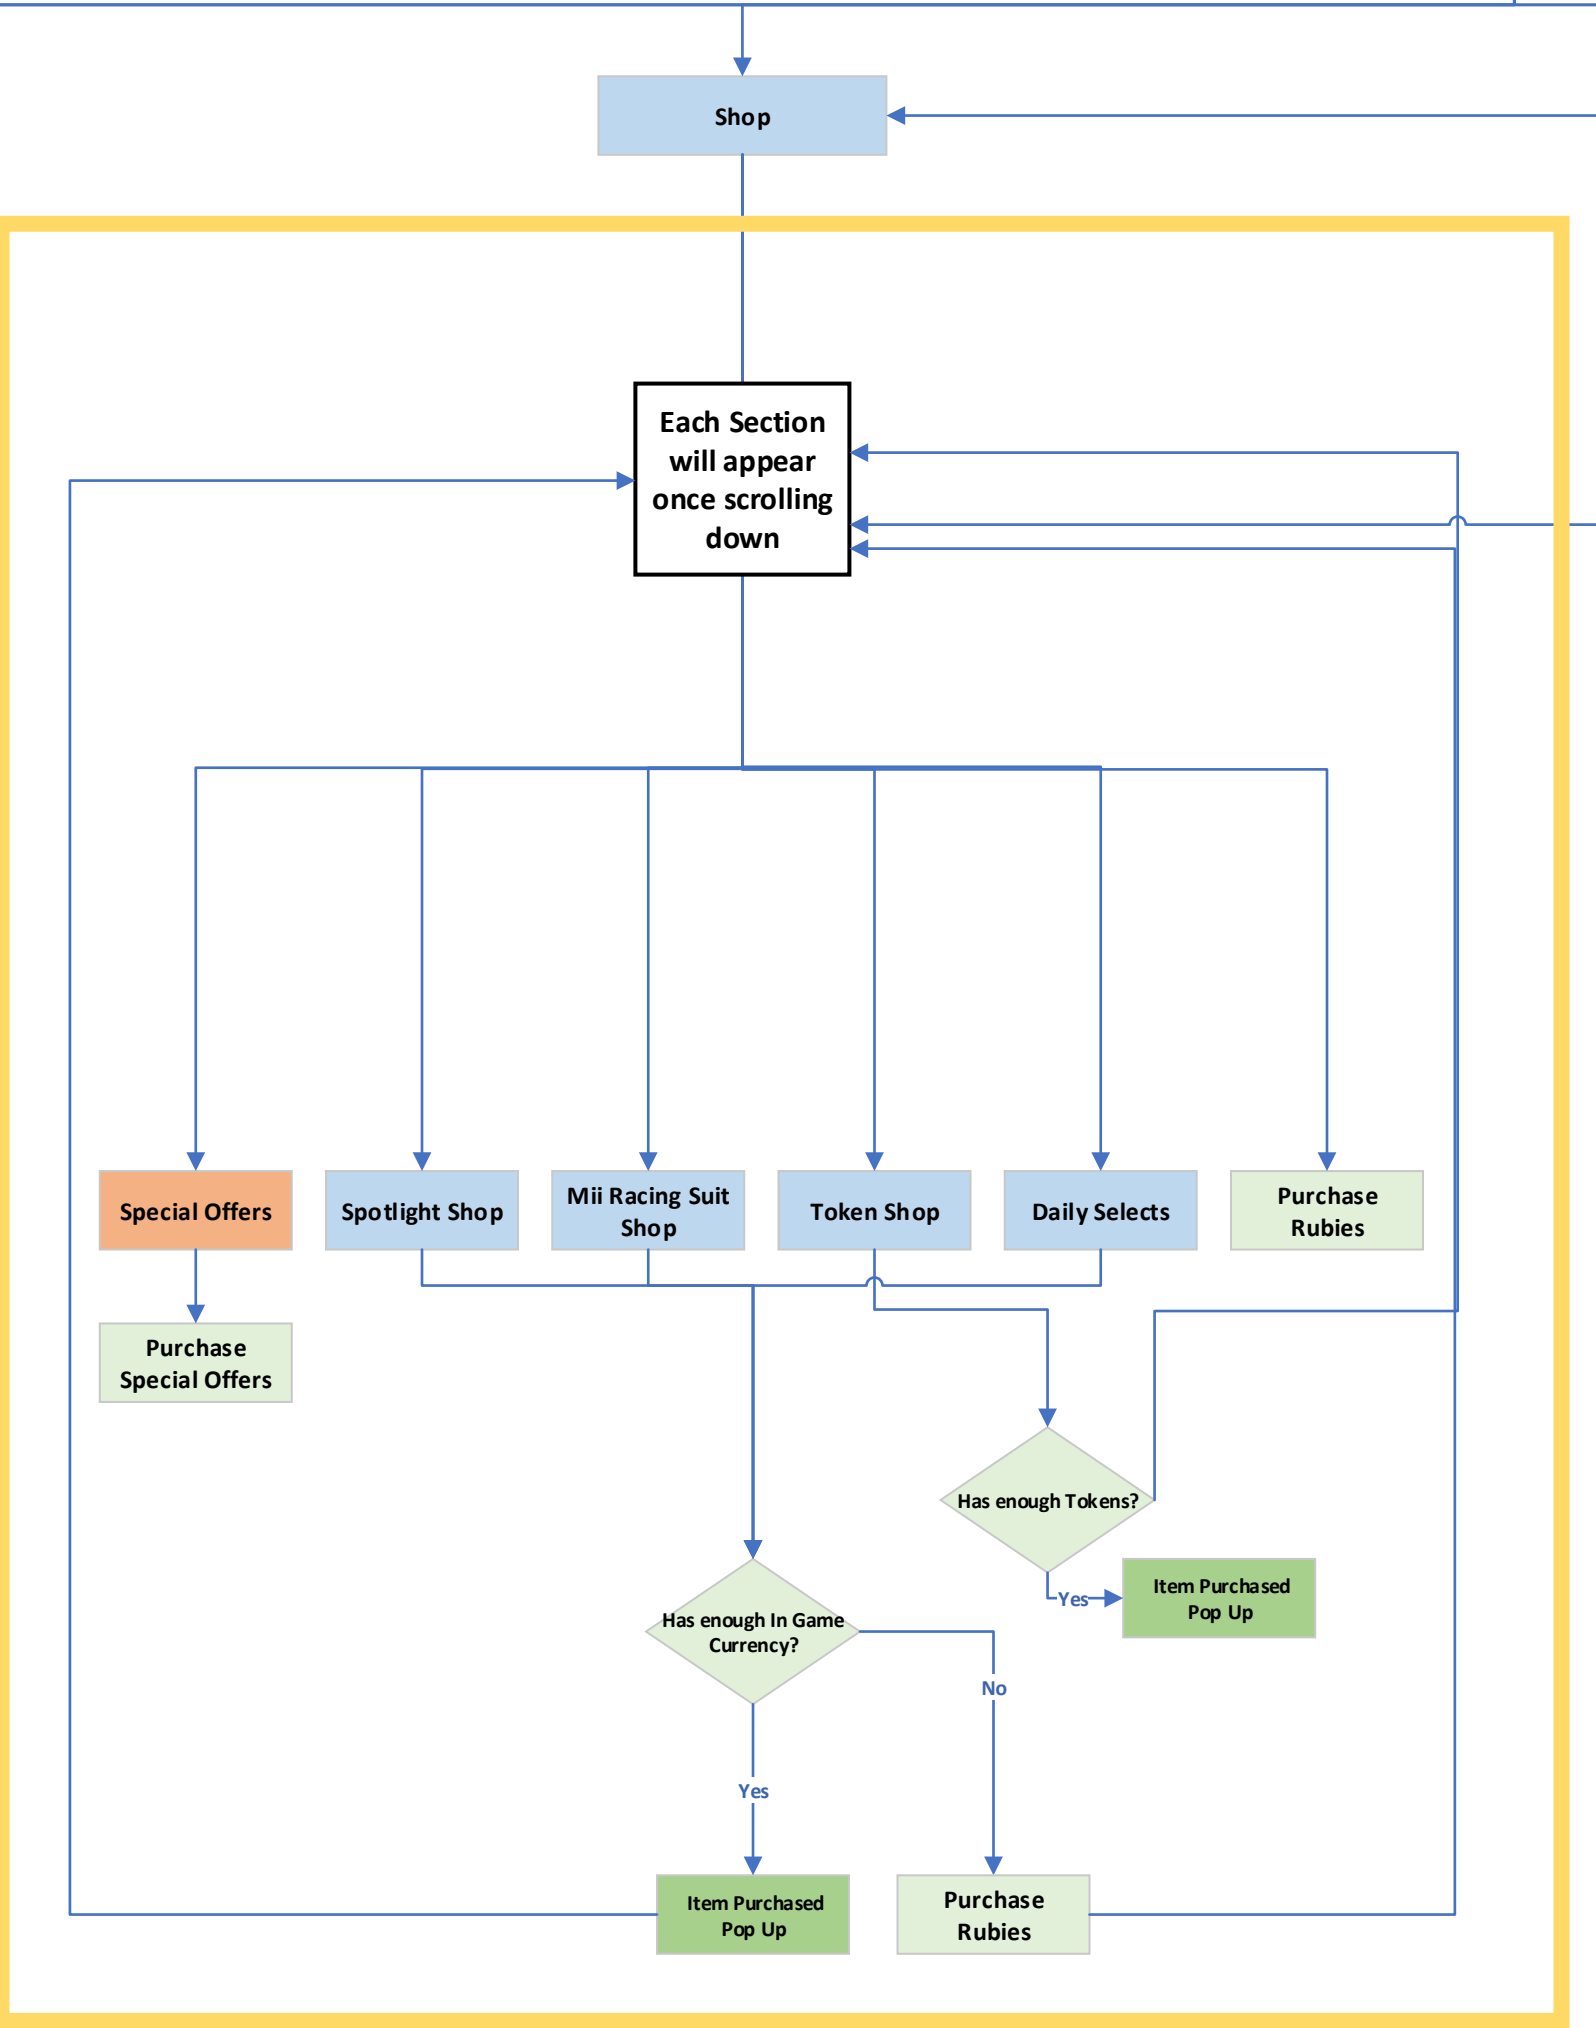 Shop
Each Section
will appear
once scrolling
down
Special Offers
Spotlight Shop
Mii Racing Suit
Shop
Token Shop
Daily Selects
Purchase
Rubies
Purchase
Special Offers
Has enough Tokens?
Yes
Item Purchased
Pop Up
Has enough In Game
Currency?
No
Yes
Item Purchased
Pop Up
Purchase
Rubies